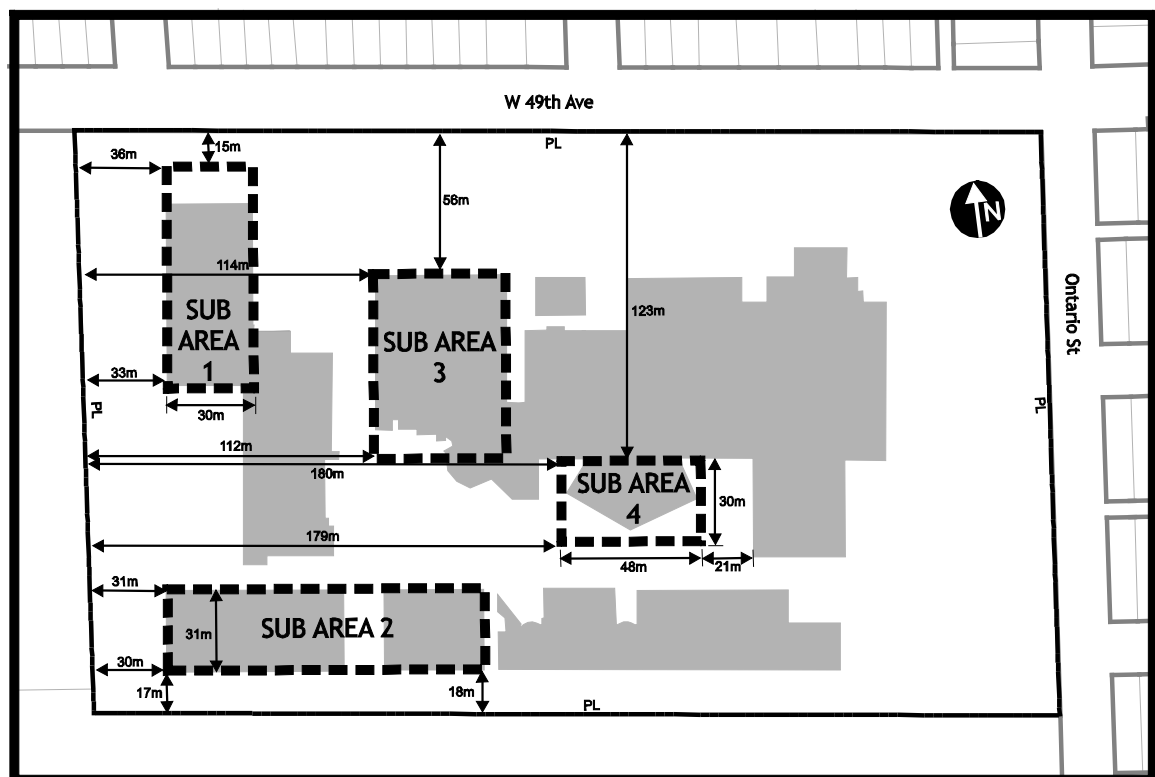 W 49th Ave
PL
15m
36m
56m
N
114m
123m
SUB
AREA
1
SUB AREA
3
Ontario St
33m
PL
30m
PL
112m
180m
SUB AREA
4
30m
179m
48m
21m
31m
31m
SUB AREA 2
30m
17m
18m
PL